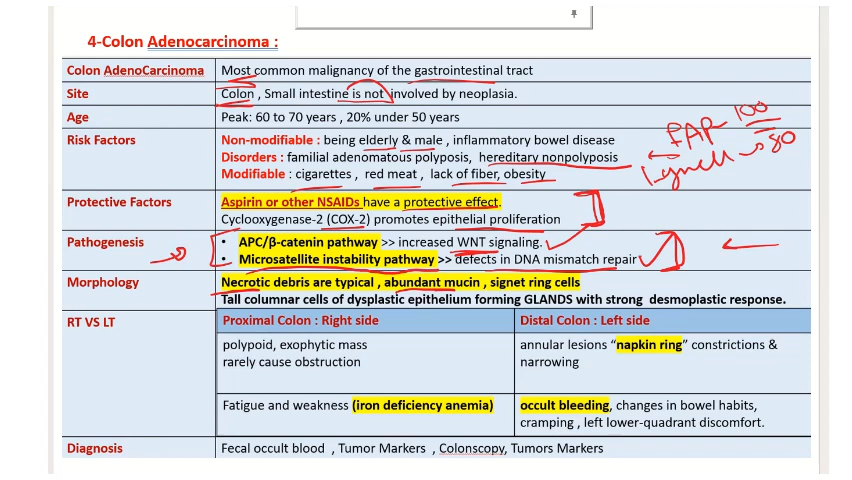 4-Colon Adenocarcinoma :
Colon AdenoCarcinoma
Most common malignancy of the gastrointestinal tract
Site
Colon , Small intestine is not involved by neoplasia.
Age
Peak: 60 to 70 years , 20% under 50 years
Risk Factors
Non-modifiable : being elderly & male , inflammatory bowel disease
Disorders : familial adenomatous polyposis, hereditary nonpolyposis
Modifiable : cigarettes , red meat , lack of fiber, obesity
FAP 100
Lynch 80
Protective Factors
Aspirin or other NSAIDs have a protective effect.
Cyclooxygenase-2 (COX-2) promotes epithelial proliferation
Pathogenesis
• APC/β-catenin pathway >> increased WNT signaling.
• Microsatellite instability pathway >> defects in DNA mismatch repair
Morphology
Necrotic debris are typical , abundant mucin , signet ring cells
Tall columnar cells of dysplastic epithelium forming GLANDS with strong desmoplastic response.
RT VS LT
Proximal Colon : Right side
Distal Colon : Left side
polypoid, exophytic mass
rarely cause obstruction
annular lesions “napkin ring” constrictions &
narrowing
Fatigue and weakness (iron deficiency anemia)
occult bleeding, changes in bowel habits,
cramping , left lower-quadrant discomfort.
Diagnosis
Fecal occult blood , Tumor Markers , Colonscopy, Tumors Markers